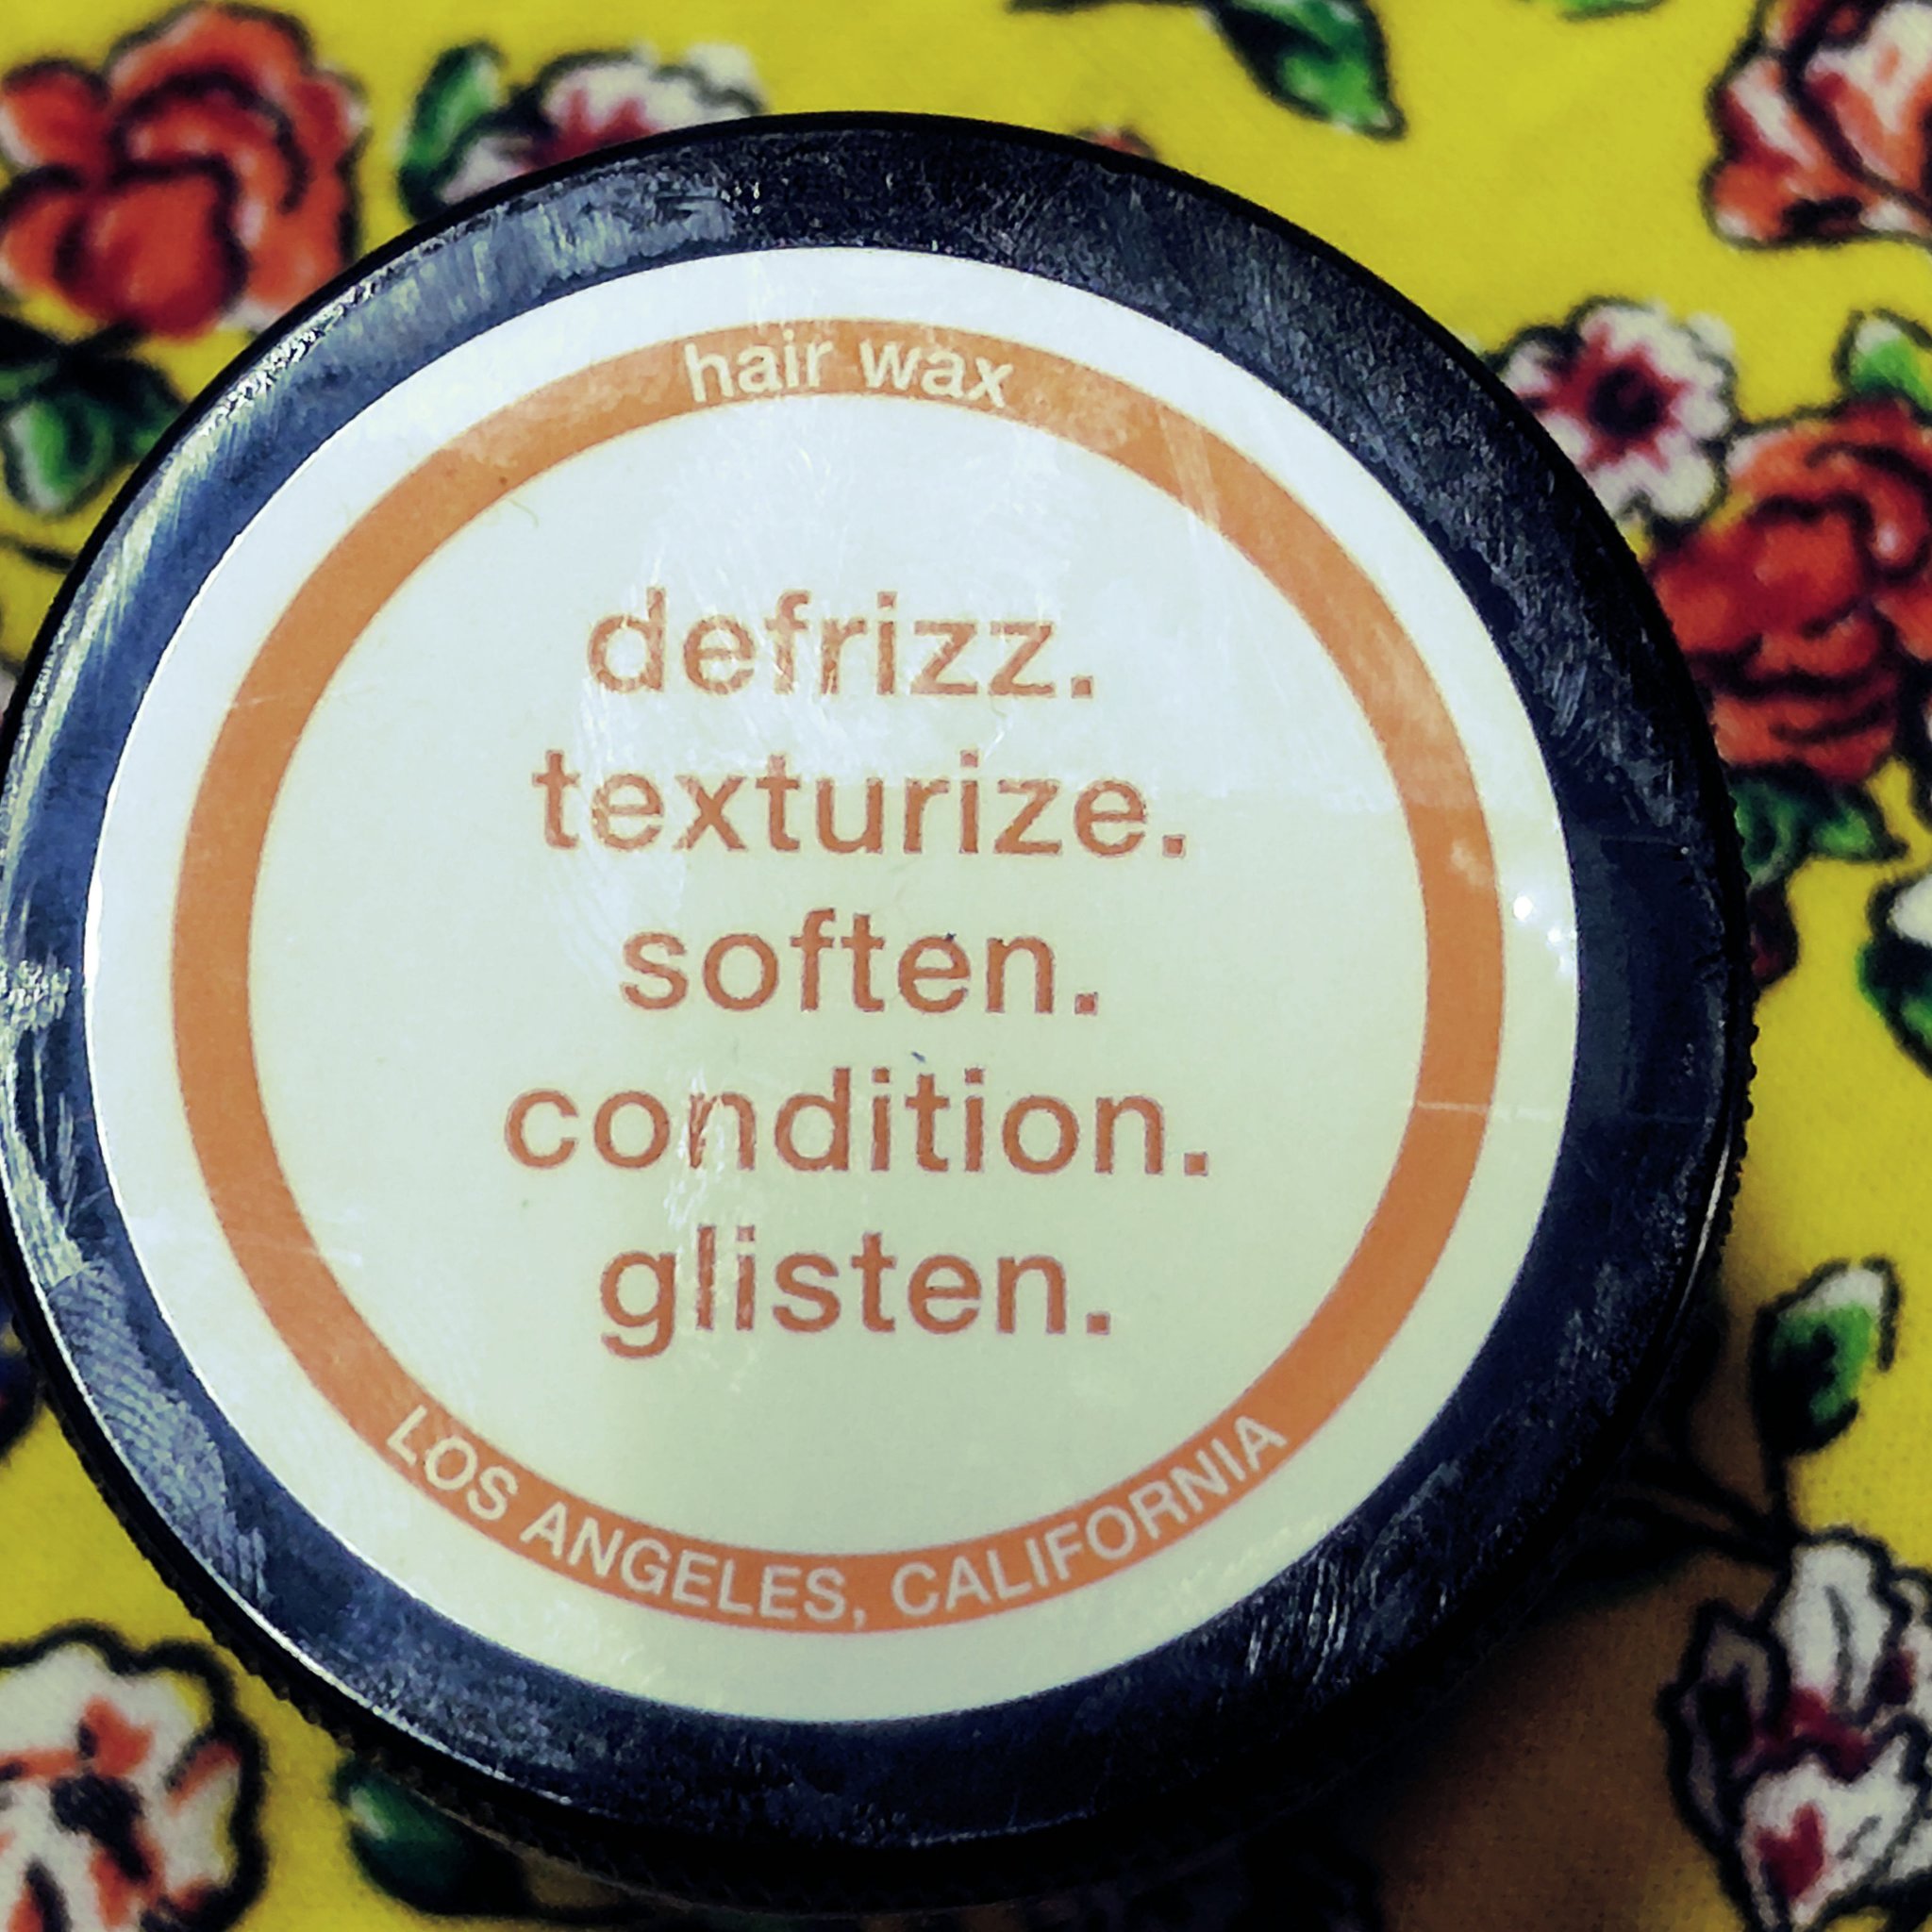 hair wax
defrizz.
texturize.
soften.
condition.
glisten.
LOS ANGELES, CALIFORNIA